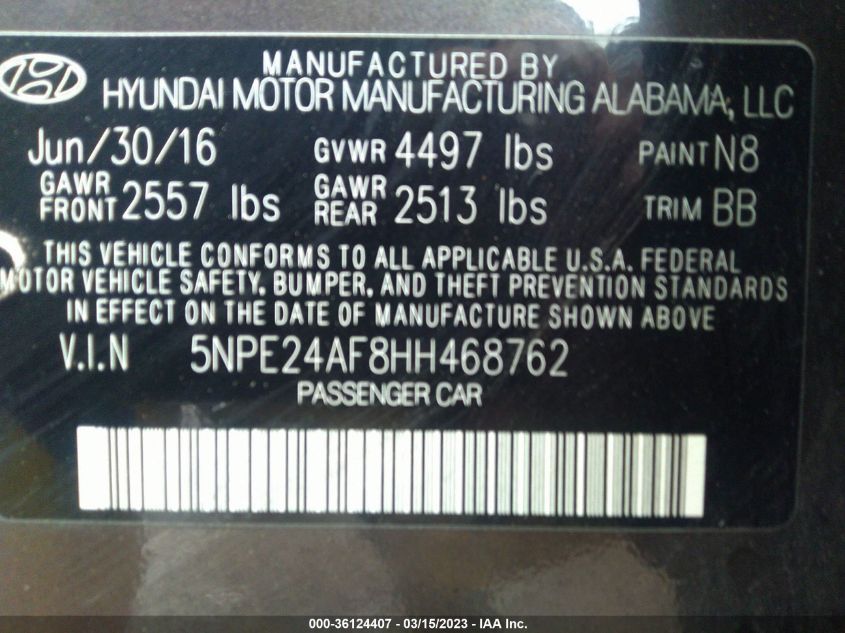 MANUFACTURED BY
HYUNDAI MOTOR MANUFACTURING ALABAMA, LLC
Jun/30/16 GVWR 4497 lbs PAINT N8
GAWR FRONT 2557 lbs GAWR REAR 2513 lbs TRIM BB
THIS VEHICLE CONFORMS TO ALL APPLICABLE U.S.A. FEDERAL
MOTOR VEHICLE SAFETY, BUMPER, AND THEFT PREVENTION STANDARDS
IN EFFECT ON THE DATE OF MANUFACTURE SHOWN ABOVE
V.I.N 5NPE24AF8HH468762
PASSENGER CAR
000-36124407 - 03/15/2023 - IAA Inc.